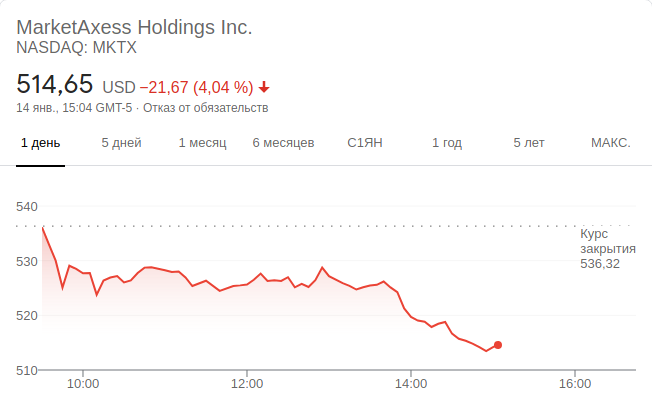 MarketAxess Holdings Inc.
NASDAQ: MKTX
514,65 USD −21,67 (4,04 %)
14 янв., 15:04 GMT-5 · Отказ от обязательств
1 день 5 дней 1 месяц 6 месяцев С1ЯН 1 год 5 лет МАКС.
540
Курс
закрытия
530
536,32
520
510
10:00 12:00 14:00 16:00